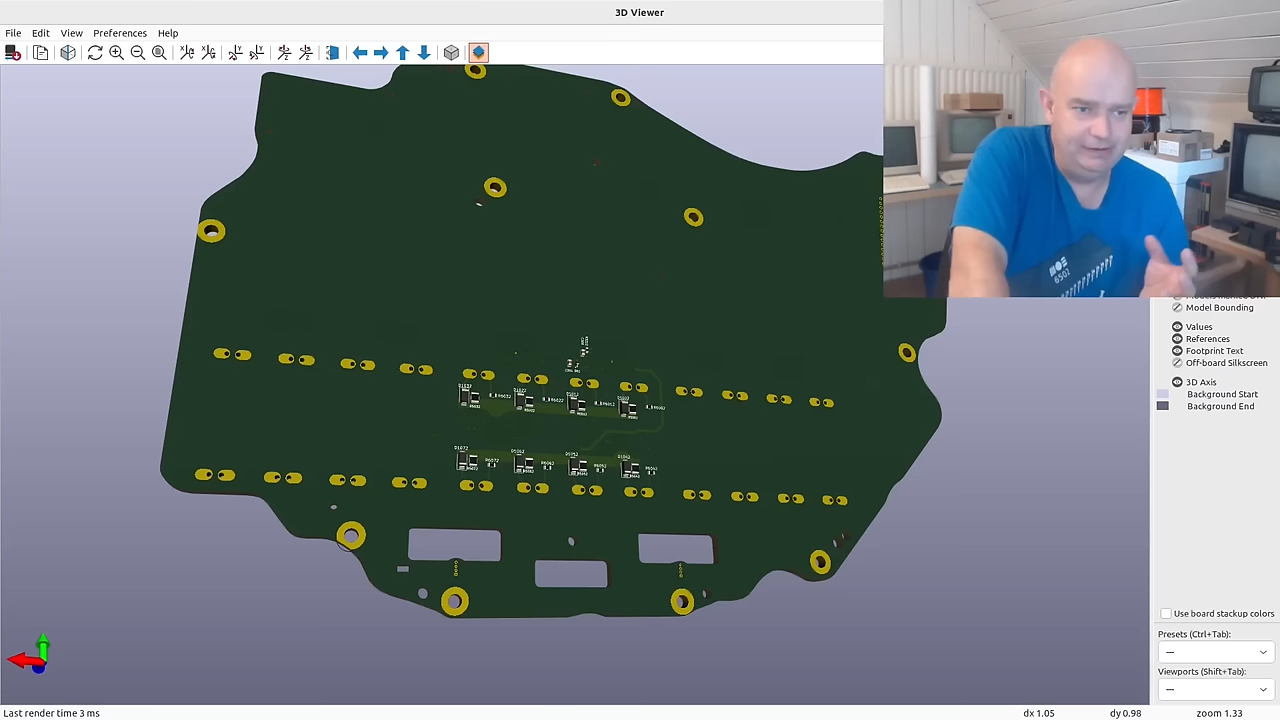 3D Viewer
File Edit View Preferences Help
MOS
6502
Model Bounding
Values
References
Footprint Text
Off-board Silkscreen
3D Axis
Background Start
Background End
Use board stackup colors
Presets (Ctrl+Tab):
---
Viewports (Shift+Tab):
---
Last render time 3 ms
dx 1.05
dy 0.98
zoom 1.33